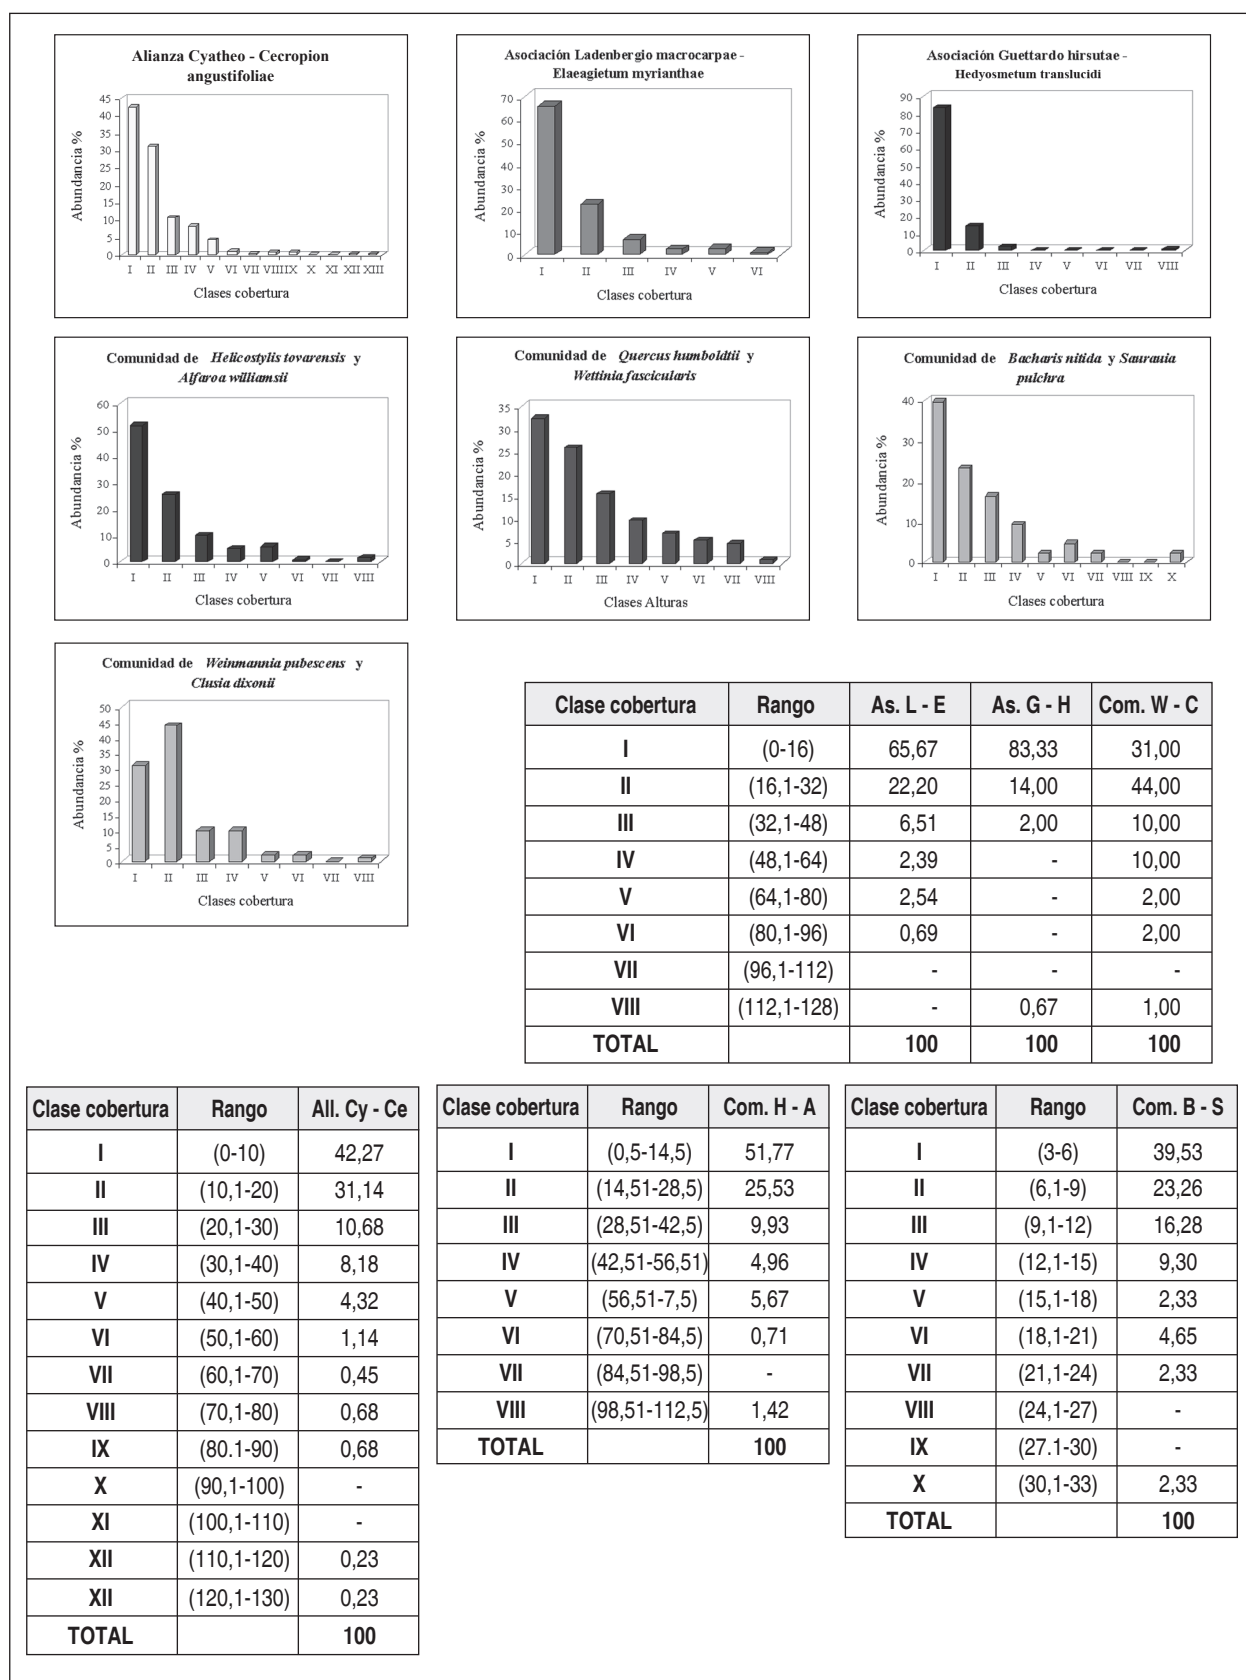 Alianza Cyatheo - Cecropion
angustifoliae
Abundancia %
45
40
35
30
25
20
15
10
5
0
I II III IV V VI VII VIII IX X XI XII XIII
Clases cobertura
Asociación Ladenbergio macrocarpae -
Elaeagietum myrianthae
Abundancia %
70
60
50
40
30
20
10
0
I II III IV V VI
Clases cobertura
Asociación Guettardo hirsutae -
Hedyosmetum translucidi
Abundancia %
90
80
70
60
50
40
30
20
10
0
I II III IV V VI VII VIII
Clases cobertura
Comunidad de Helicostylis tovarensis y
Alfaroa williamsii
Abundancia %
60
50
40
30
20
10
0
I II III IV V VI VII VIII
Clases cobertura
Comunidad de Quercus humboldtii y
Wettinia fascicularis
Abundancia %
35
30
25
20
15
10
5
0
I II III IV V VI VII VIII
Clases Alturas
Comunidad de Bacharis nitida y Saurauia
pulchra
Abundancia %
40
30
20
10
0
I II III IV V VI VII VIII IX X
Clases cobertura
Comunidad de Weinmannia pubescens y
Clusia dixonii
Abundancia %
50
45
40
35
30
25
20
15
10
5
0
I II III IV V VI VII VIII
Clases cobertura
Clase cobertura Rango As. L - E As. G - H Com. W - C
I (0-16) 65,67 83,33 31,00
II (16,1-32) 22,20 14,00 44,00
III (32,1-48) 6,51 2,00 10,00
IV (48,1-64) 2,39 - 10,00
V (64,1-80) 2,54 - 2,00
VI (80,1-96) 0,69 - 2,00
VII (96,1-112) - - -
VIII (112,1-128) - 0,67 1,00
TOTAL 100 100 100
Clase cobertura Rango All. Cy - Ce
I (0-10) 42,27
II (10,1-20) 31,14
III (20,1-30) 10,68
IV (30,1-40) 8,18
V (40,1-50) 4,32
VI (50,1-60) 1,14
VII (60,1-70) 0,45
VIII (70,1-80) 0,68
IX (80.1-90) 0,68
X (90,1-100) -
XI (100,1-110) -
XII (110,1-120) 0,23
XII (120,1-130) 0,23
TOTAL 100
Clase cobertura Rango Com. H - A
I (0,5-14,5) 51,77
II (14,51-28,5) 25,53
III (28,51-42,5) 9,93
IV (42,51-56,51) 4,96
V (56,51-7,5) 5,67
VI (70,51-84,5) 0,71
VII (84,51-98,5) -
VIII (98,51-112,5) 1,42
TOTAL 100
Clase cobertura Rango Com. B - S
I (3-6) 39,53
II (6,1-9) 23,26
III (9,1-12) 16,28
IV (12,1-15) 9,30
V (15,1-18) 2,33
VI (18,1-21) 4,65
VII (21,1-24) 2,33
VIII (24,1-27) -
IX (27.1-30) -
X (30,1-33) 2,33
TOTAL 100